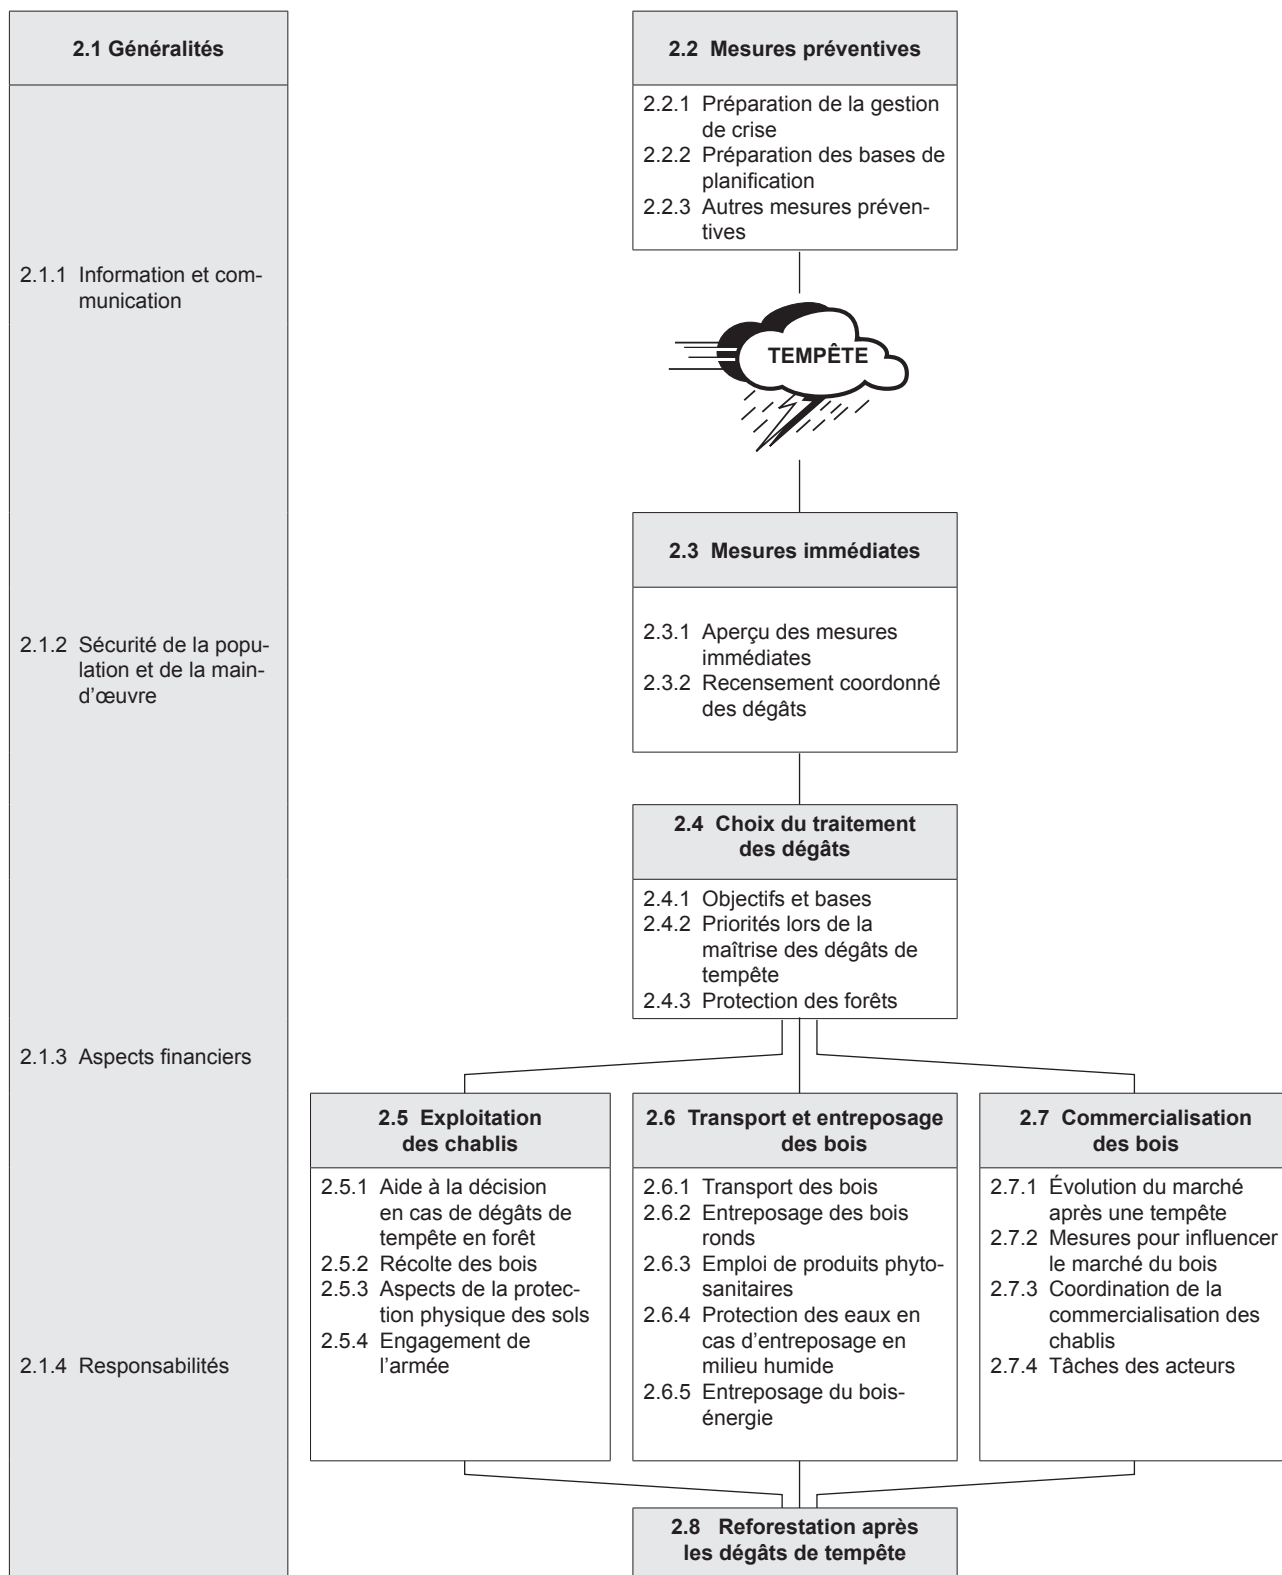 2.1 Généralités
2.1.1 Information et com-
munication
2.1.2 Sécurité de la popu-
lation et de la main-
d'œuvre
2.1.3 Aspects financiers
2.1.4 Responsabilités
2.2 Mesures préventives
2.2.1 Préparation de la gestion
de crise
2.2.2 Préparation des bases de
planification
2.2.3 Autres mesures préven-
tives
TEMPÊTE
2.3 Mesures immédiates
2.3.1 Aperçu des mesures
immédiates
2.3.2 Recensement coordonné
des dégâts
2.4 Choix du traitement
des dégâts
2.4.1 Objectifs et bases
2.4.2 Priorités lors de la
maîtrise des dégâts de
tempête
2.4.3 Protection des forêts
2.5 Exploitation
des chablis
2.5.1 Aide à la décision
en cas de dégâts de
tempête en forêt
2.5.2 Récolte des bois
2.5.3 Aspects de la protec-
tion physique des sols
2.5.4 Engagement de
l'armée
2.6 Transport et entreposage
des bois
2.6.1 Transport des bois
2.6.2 Entreposage des bois
ronds
2.6.3 Emploi de produits phyto-
sanitaires
2.6.4 Protection des eaux en
cas d'entreposage en
milieu humide
2.6.5 Entreposage du bois-
énergie
2.7 Commercialisation
des bois
2.7.1 Évolution du marché
après une tempête
2.7.2 Mesures pour influencer
le marché du bois
2.7.3 Coordination de la
commercialisation des
chablis
2.7.4 Tâches des acteurs
2.8 Reforestation après
les dégâts de tempête